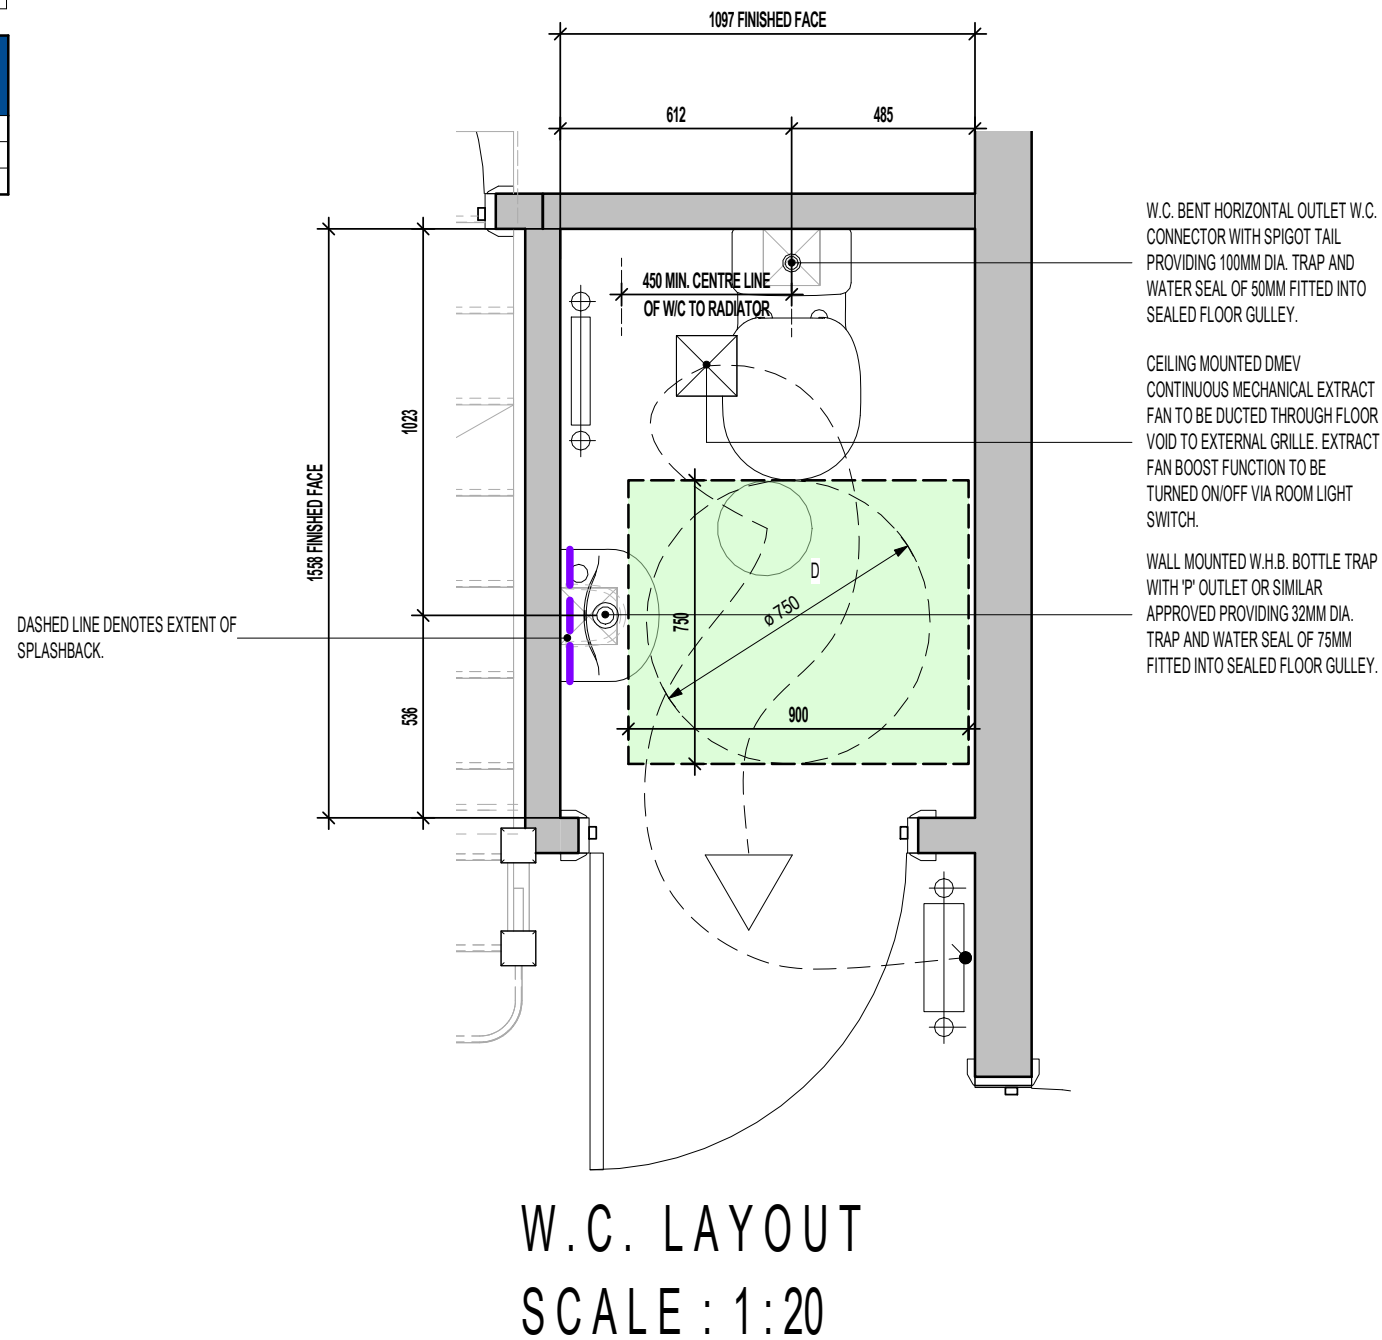 1097 FINISHED FACE
612
485
W.C. BENT HORIZONTAL OUTLET W.C.
CONNECTOR WITH SPIGOT TAIL
PROVIDING 100MM DIA. TRAP AND
WATER SEAL OF 50MM FITTED INTO
SEALED FLOOR GULLEY.
450 MIN. CENTRE LINE
OF W/C TO RADIATOR
CEILING MOUNTED DMEV
CONTINUOUS MECHANICAL EXTRACT
FAN TO BE DUCTED THROUGH FLOOR
VOID TO EXTERNAL GRILLE. EXTRACT
FAN BOOST FUNCTION TO BE
TURNED ON/OFF VIA ROOM LIGHT
SWITCH.
1023
1558 FINISHED FACE
WALL MOUNTED W.H.B. BOTTLE TRAP
WITH 'P' OUTLET OR SIMILAR
APPROVED PROVIDING 32MM DIA.
TRAP AND WATER SEAL OF 75MM
FITTED INTO SEALED FLOOR GULLEY.
D
ø 750
750
DASHED LINE DENOTES EXTENT OF
SPLASHBACK.
536
900
W.C. LAYOUT
SCALE : 1:20